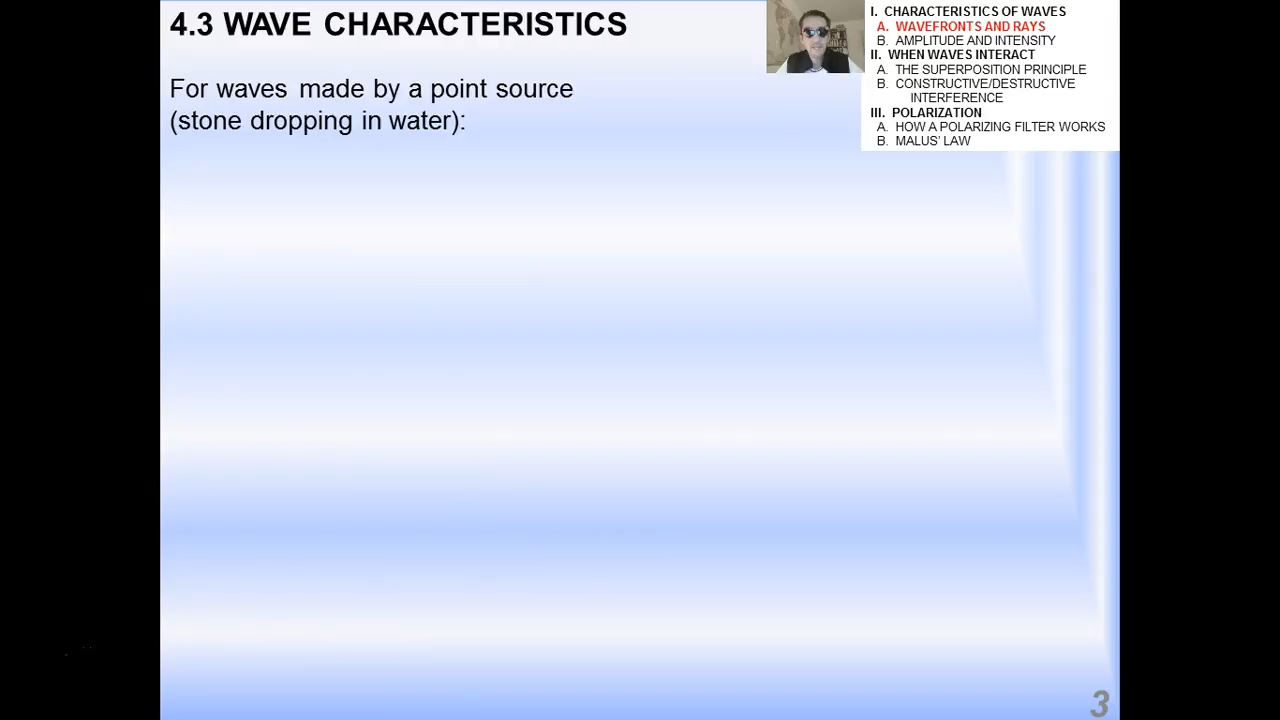 4.3 WAVE CHARACTERISTICS
For waves made by a point source
(stone dropping in water):
I. CHARACTERISTICS OF WAVES
A. WAVEFRONTS AND RAYS
B. AMPLITUDE AND INTENSITY
II. WHEN WAVES INTERACT
A. THE SUPERPOSITION PRINCIPLE
B. CONSTRUCTIVE/DESTRUCTIVE
INTERFERENCE
III. POLARIZATION
A. HOW A POLARIZING FILTER WORKS
B. MALUS' LAW
3